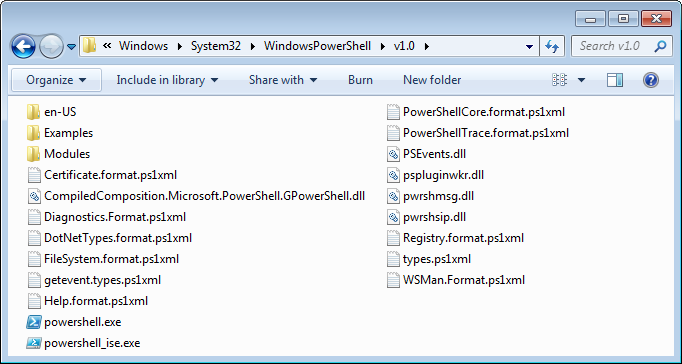 Windows System32 WindowsPowerShell v1.0 Search v1.0
Organize Include in library Share with Burn New folder
en-US
Examples
Modules
Certificate.format.ps1xml
CompiledComposition.Microsoft.PowerShell.GPowerShell.dll
Diagnostics.Format.ps1xml
DotNetTypes.format.ps1xml
FileSystem.format.ps1xml
getevent.types.ps1xml
Help.format.ps1xml
powershell.exe
powershell_ise.exe
PowerShellCore.format.ps1xml
PowerShellTrace.format.ps1xml
PSEvents.dll
pspluginwkr.dll
pwrshmsg.dll
pwrshsip.dll
Registry.format.ps1xml
types.ps1xml
WSMan.Format.ps1xml